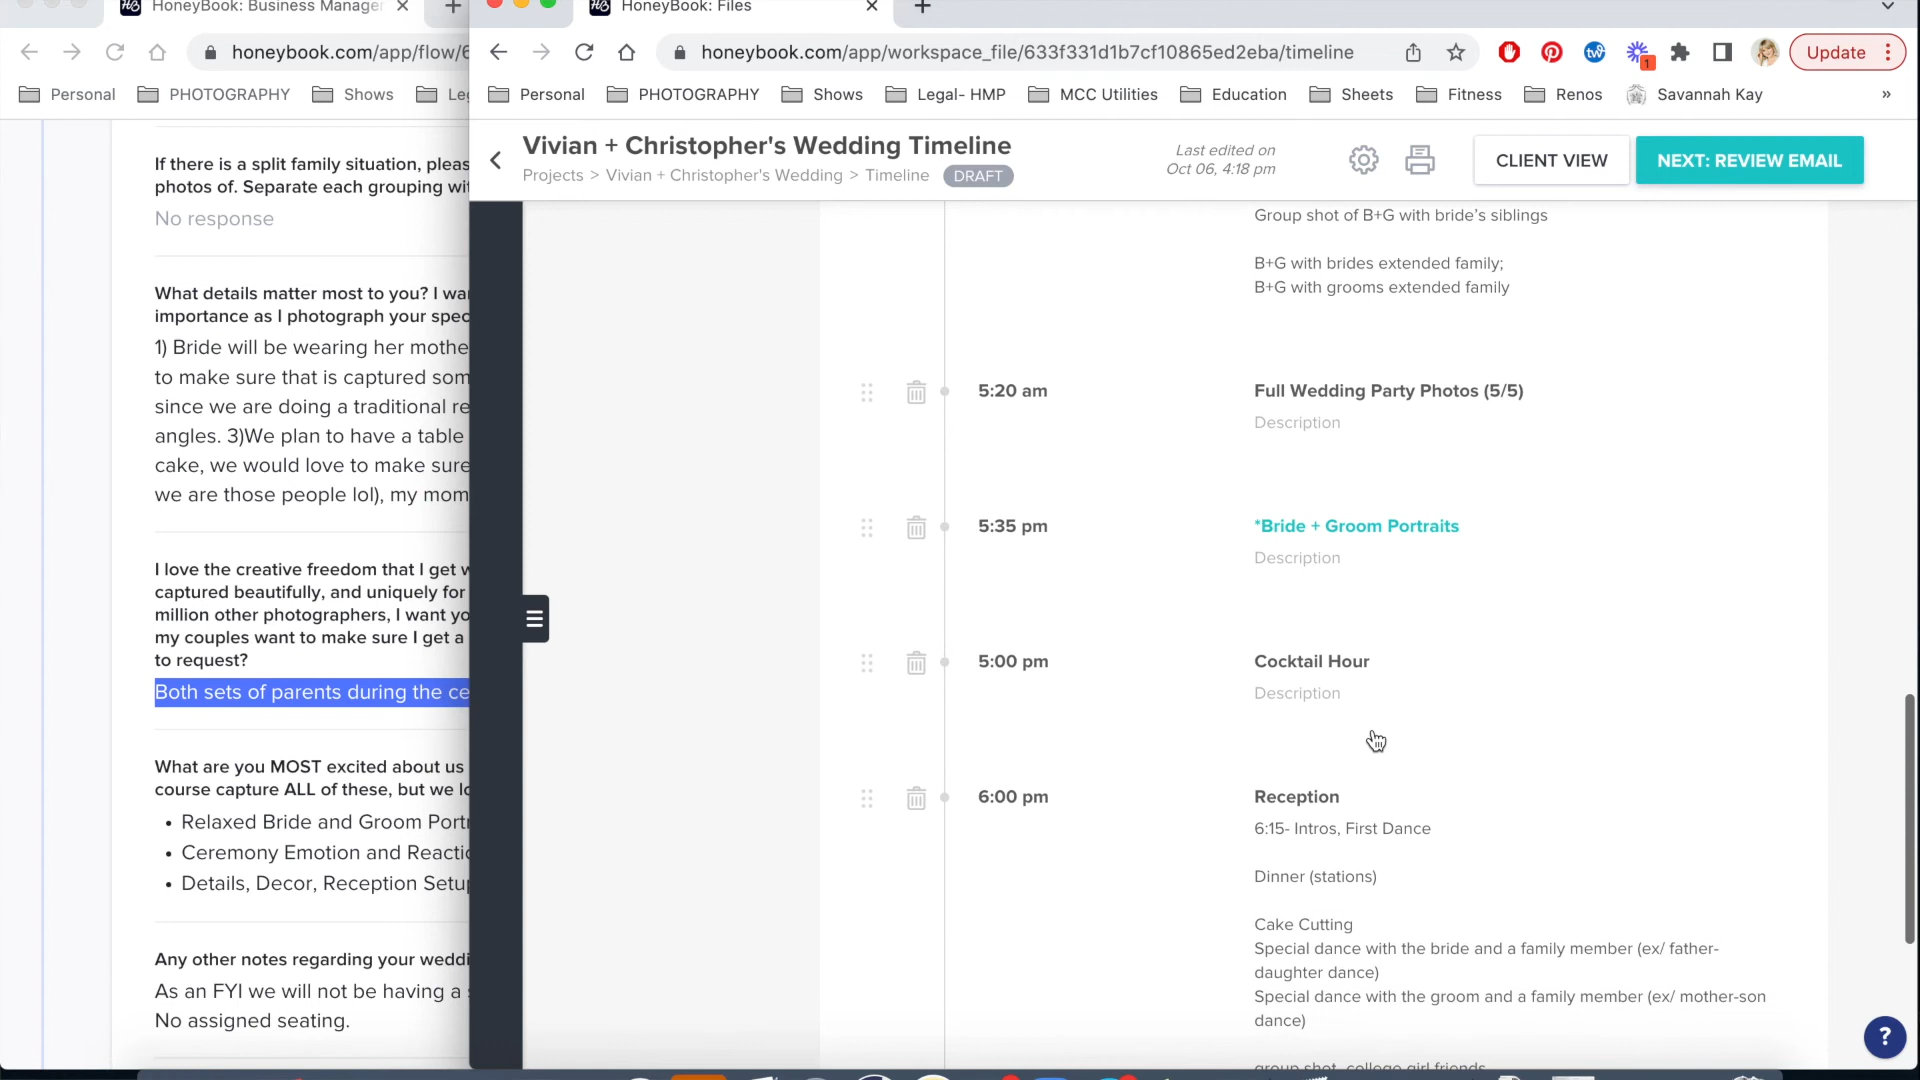 HoneyBook: Business Manager
HoneyBook: Files
honeybook.com/app/flow/6
honeybook.com/app/workspace_file/633f331d1b7cf10865ed2eba/timeline
1
Update
Personal
PHOTOGRAPHY
Shows
Leg
Personal
PHOTOGRAPHY
Shows
Legal- HMP
MCC Utilities
Education
Sheets
Fitness
Renos
Savannah Kay
»
Vivian + Christopher's Wedding Timeline
Projects > Vivian + Christopher's Wedding > Timeline DRAFT
Last edited on
Oct 06, 4:18 pm
CLIENT VIEW
NEXT: REVIEW EMAIL
If there is a split family situation, pleas
photos of. Separate each grouping wi
No response
What details matter most to you? I wa
importance as I photograph your spec
1) Bride will be wearing her mothe
to make sure that is captured som
since we are doing a traditional re
angles. 3)We plan to have a table
cake, we would love to make sure
we are those people lol), my mom
I love the creative freedom that I get w
captured beautifully, and uniquely for
million other photographers, I want yo
my couples want to make sure I get a
to request?
Both sets of parents during the ce
What are you MOST excited about us
course capture ALL of these, but we lo
• Relaxed Bride and Groom Portr
• Ceremony Emotion and Reactio
• Details, Decor, Reception Setup
Any other notes regarding your weddi
As an FYI we will not be having a s
No assigned seating.
Group shot of B+G with bride's siblings
B+G with brides extended family;
B+G with grooms extended family
5:20 am
Full Wedding Party Photos (5/5)
Description
5:35 pm
*Bride + Groom Portraits
Description
5:00 pm
Cocktail Hour
Description
6:00 pm
Reception
6:15- Intros, First Dance
Dinner (stations)
Cake Cutting
Special dance with the bride and a family member (ex/ father-
daughter dance)
Special dance with the groom and a family member (ex/ mother-son
dance)
group shot- college girl friends
?